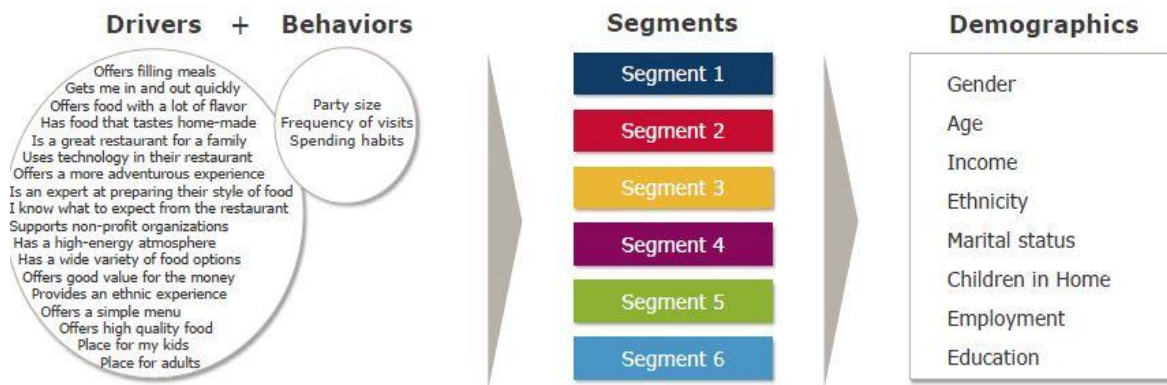 Drivers + Behaviors
Offers filling meals
Gets me in and out quickly
Offers food with a lot of flavor
Has food that tastes home-made
Is a great restaurant for a family
Uses technology in their restaurant
Offers a more adventurous experience
Is an expert at preparing their style of food
I know what to expect from the restaurant
Supports non-profit organizations
Has a high-energy atmosphere
Has a wide variety of food options
Offers good value for the money
Provides an ethnic experience
Offers a simple menu
Offers high quality food
Place for my kids
Place for adults
Party size
Frequency of visits
Spending habits
Segments
Segment 1
Segment 2
Segment 3
Segment 4
Segment 5
Segment 6
Demographics
Gender
Age
Income
Ethnicity
Marital status
Children in Home
Employment
Education